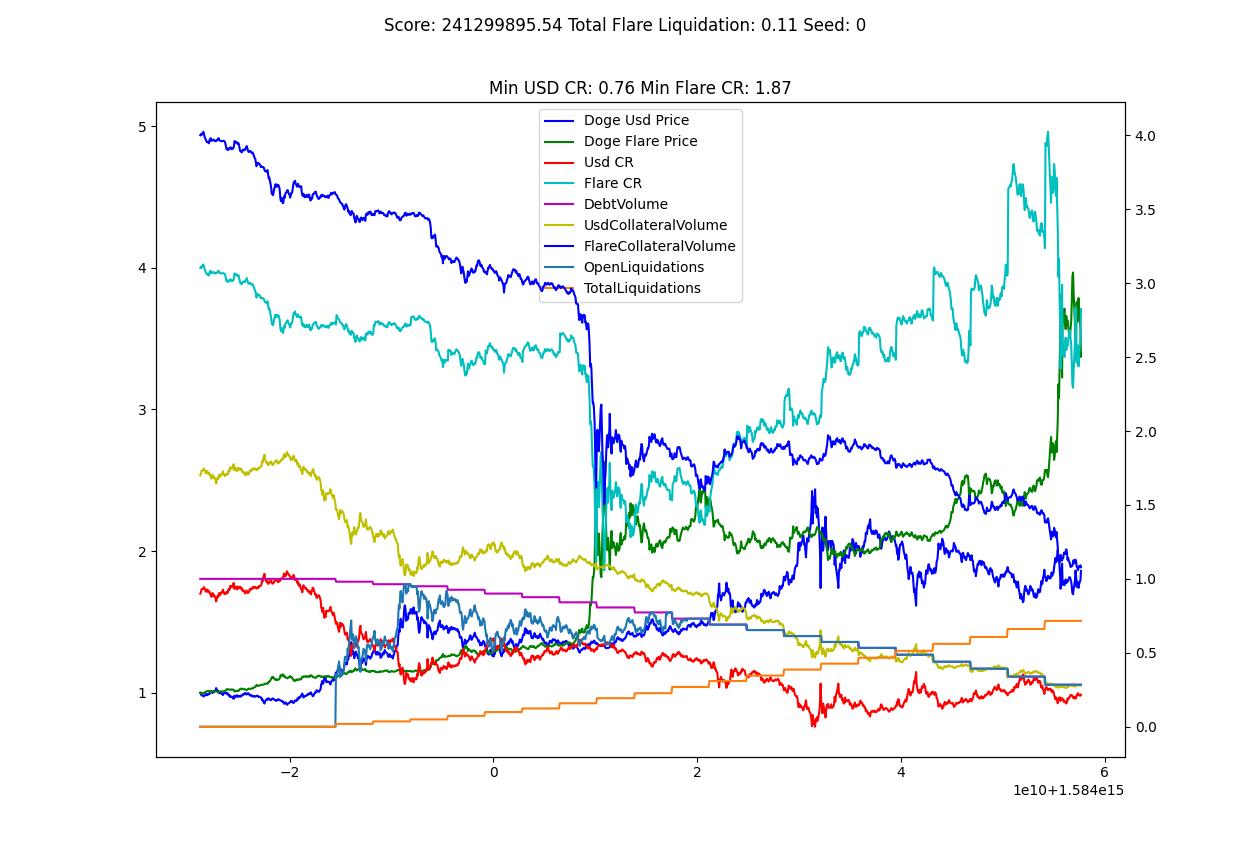 Score: 241299895.54 Total Flare Liquidation: 0.11 Seed: 0
Min USD CR: 0.76 Min Flare CR: 1.87
Doge Usd Price
Doge Flare Price
Usd CR
Flare CR
DebtVolume
UsdCollateralVolume
FlareCollateralVolume
OpenLiquidations
TotalLiquidations
5
4
3
2
1
4.0
3.5
3.0
2.5
2.0
1.5
1.0
0.5
0.0
−2 0 2 4 6
1e10+1.584e15